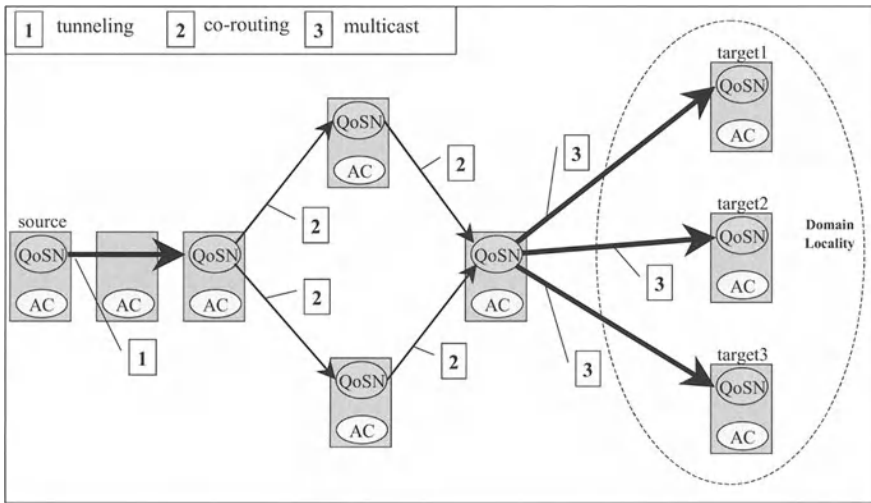 1 tunneling 2 co-routing 3 multicast
target1
QoSN
AC
QoSN
AC
2
2
3
source
QoSN
AC
AC
QoSN
AC
2
2
QoSN
AC
target2
QoSN
AC
Domain
Locality
3
1
2
3
QoSN
AC
target3
QoSN
AC